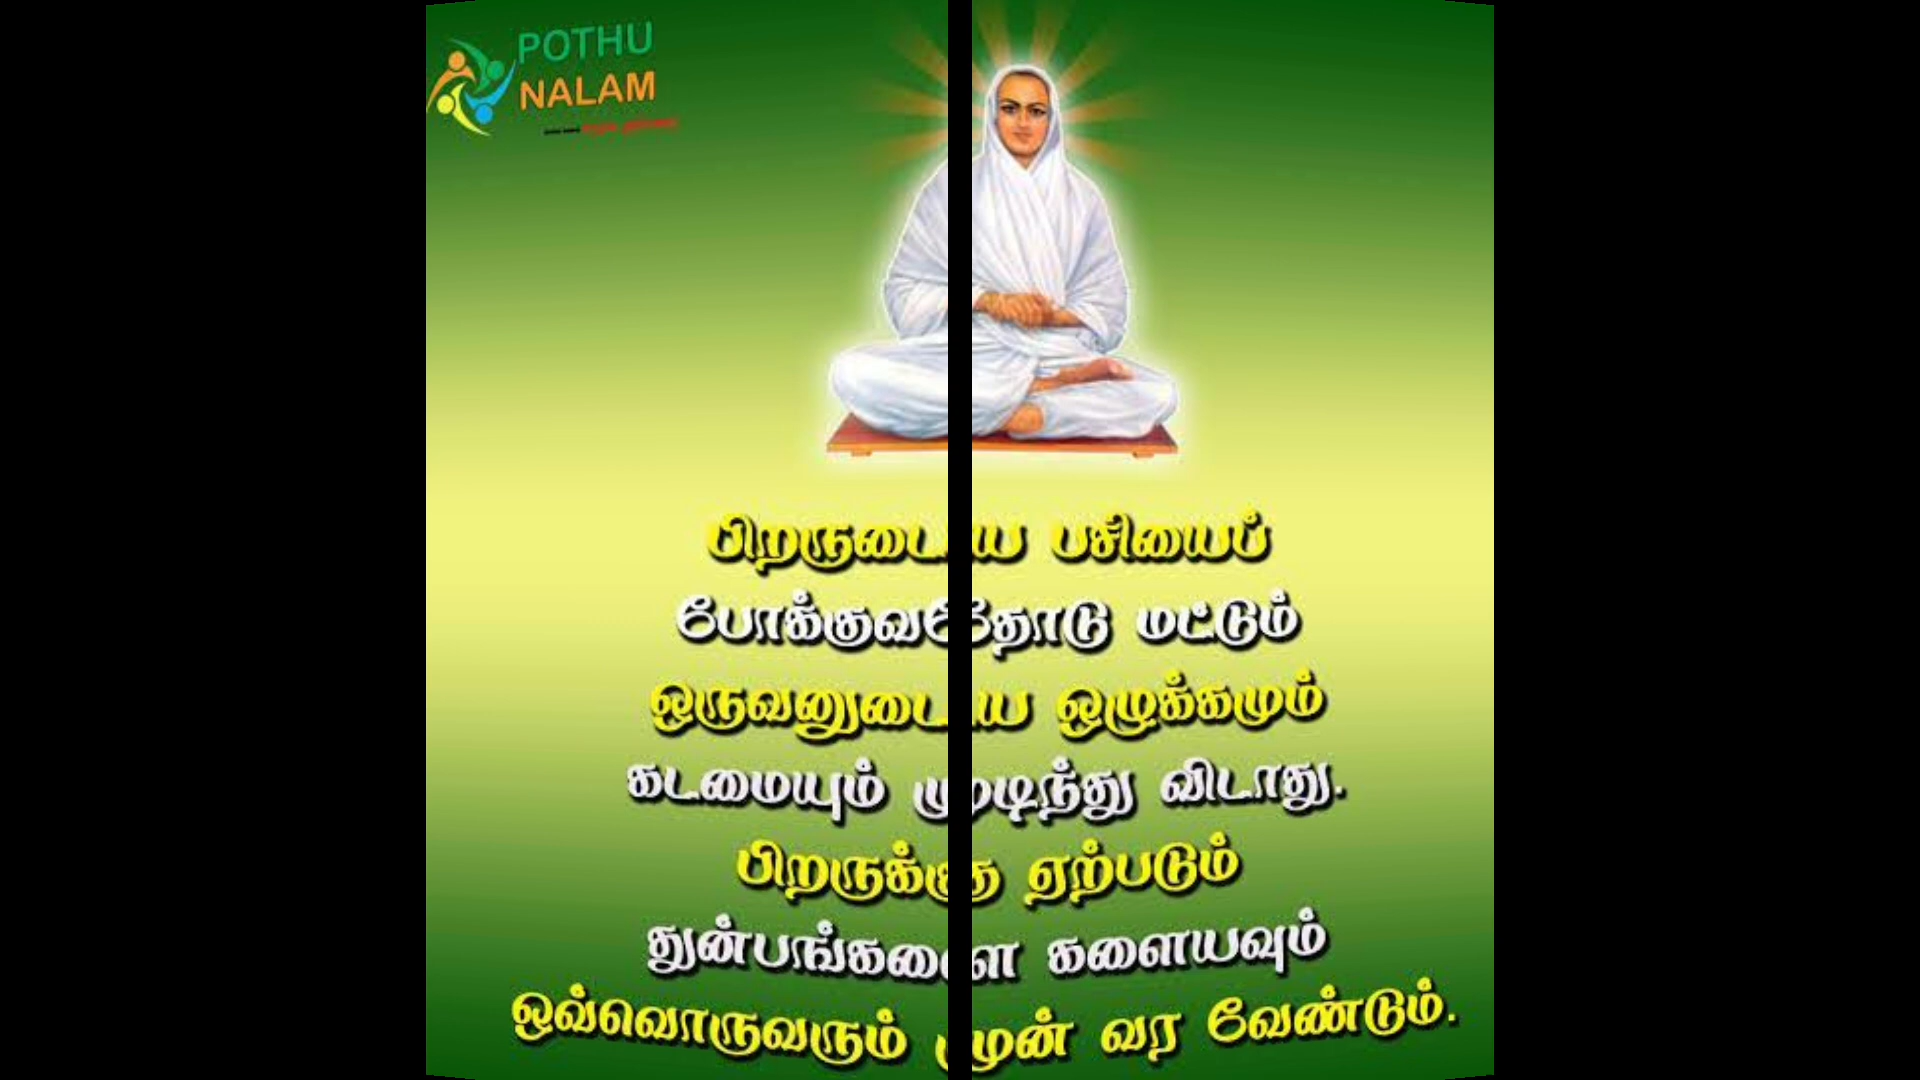 POTHU
NALAM
பிறருடைய பசியைப்
போக்குவதோடு மட்டும்
ஒருவனுடைய ஒழுக்கமும்
கடமையும் முடிந்து விடாது.
பிறருக்கு ஏற்படும்
துன்பங்களை களையவும்
ஒவ்வொருவரும் முன் வர வேண்டும்.